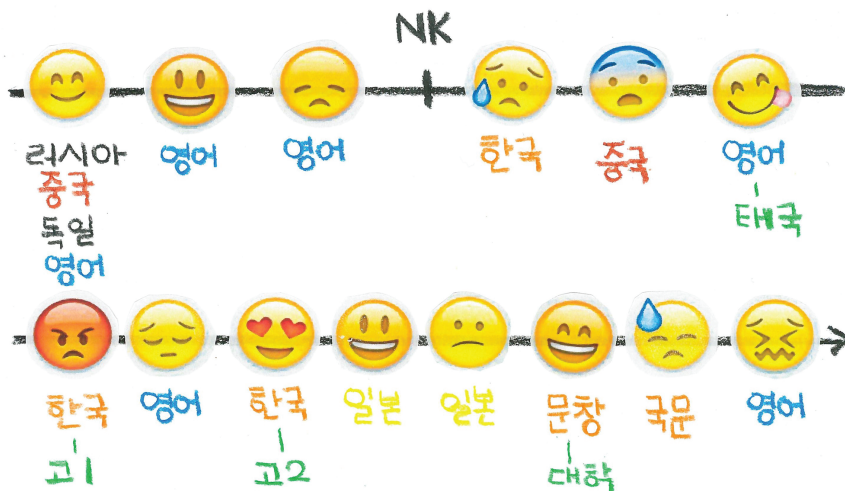 NK
러시아 영어 영어 한국 중국 영어
중국
독일
영어
태국
한국 영어 한국 일본 일본 문창 국문 영어
고1 고2 대학